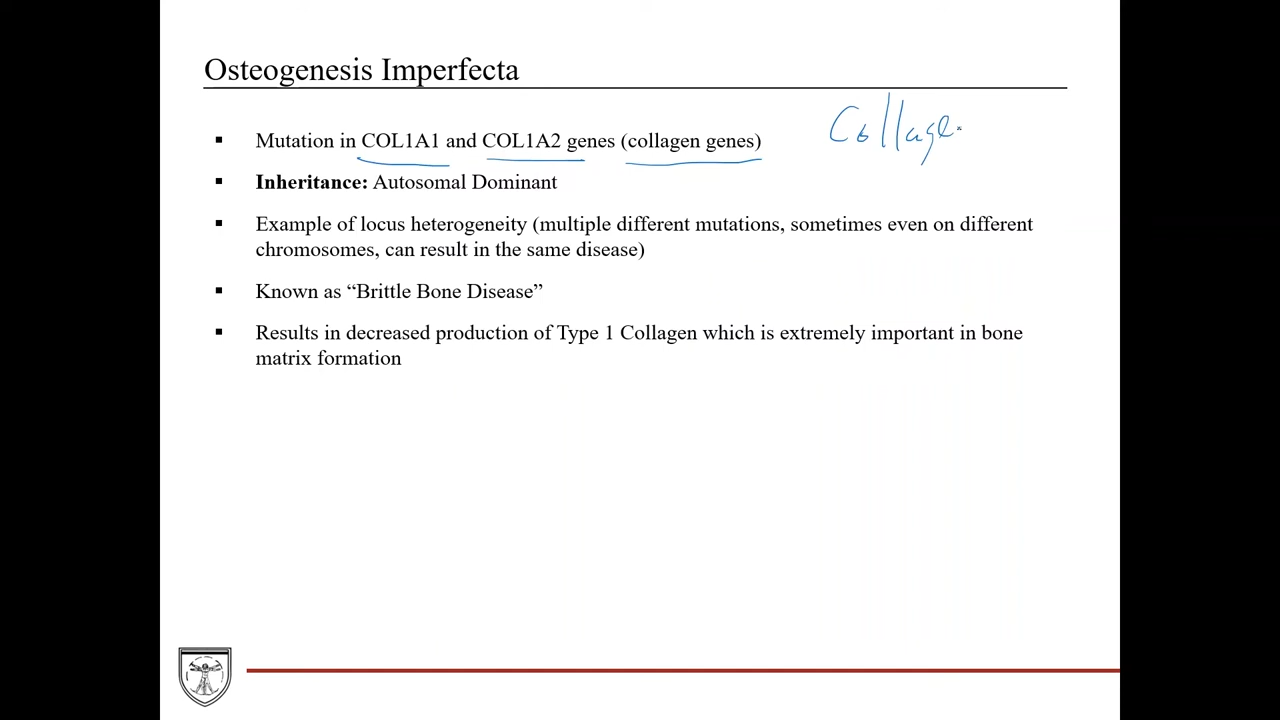 Osteogenesis Imperfecta
Collage
▪ Mutation in COL1A1 and COL1A2 genes (collagen genes)
▪ Inheritance: Autosomal Dominant
▪ Example of locus heterogeneity (multiple different mutations, sometimes even on different
chromosomes, can result in the same disease)
▪ Known as “Brittle Bone Disease”
▪ Results in decreased production of Type 1 Collagen which is extremely important in bone
matrix formation